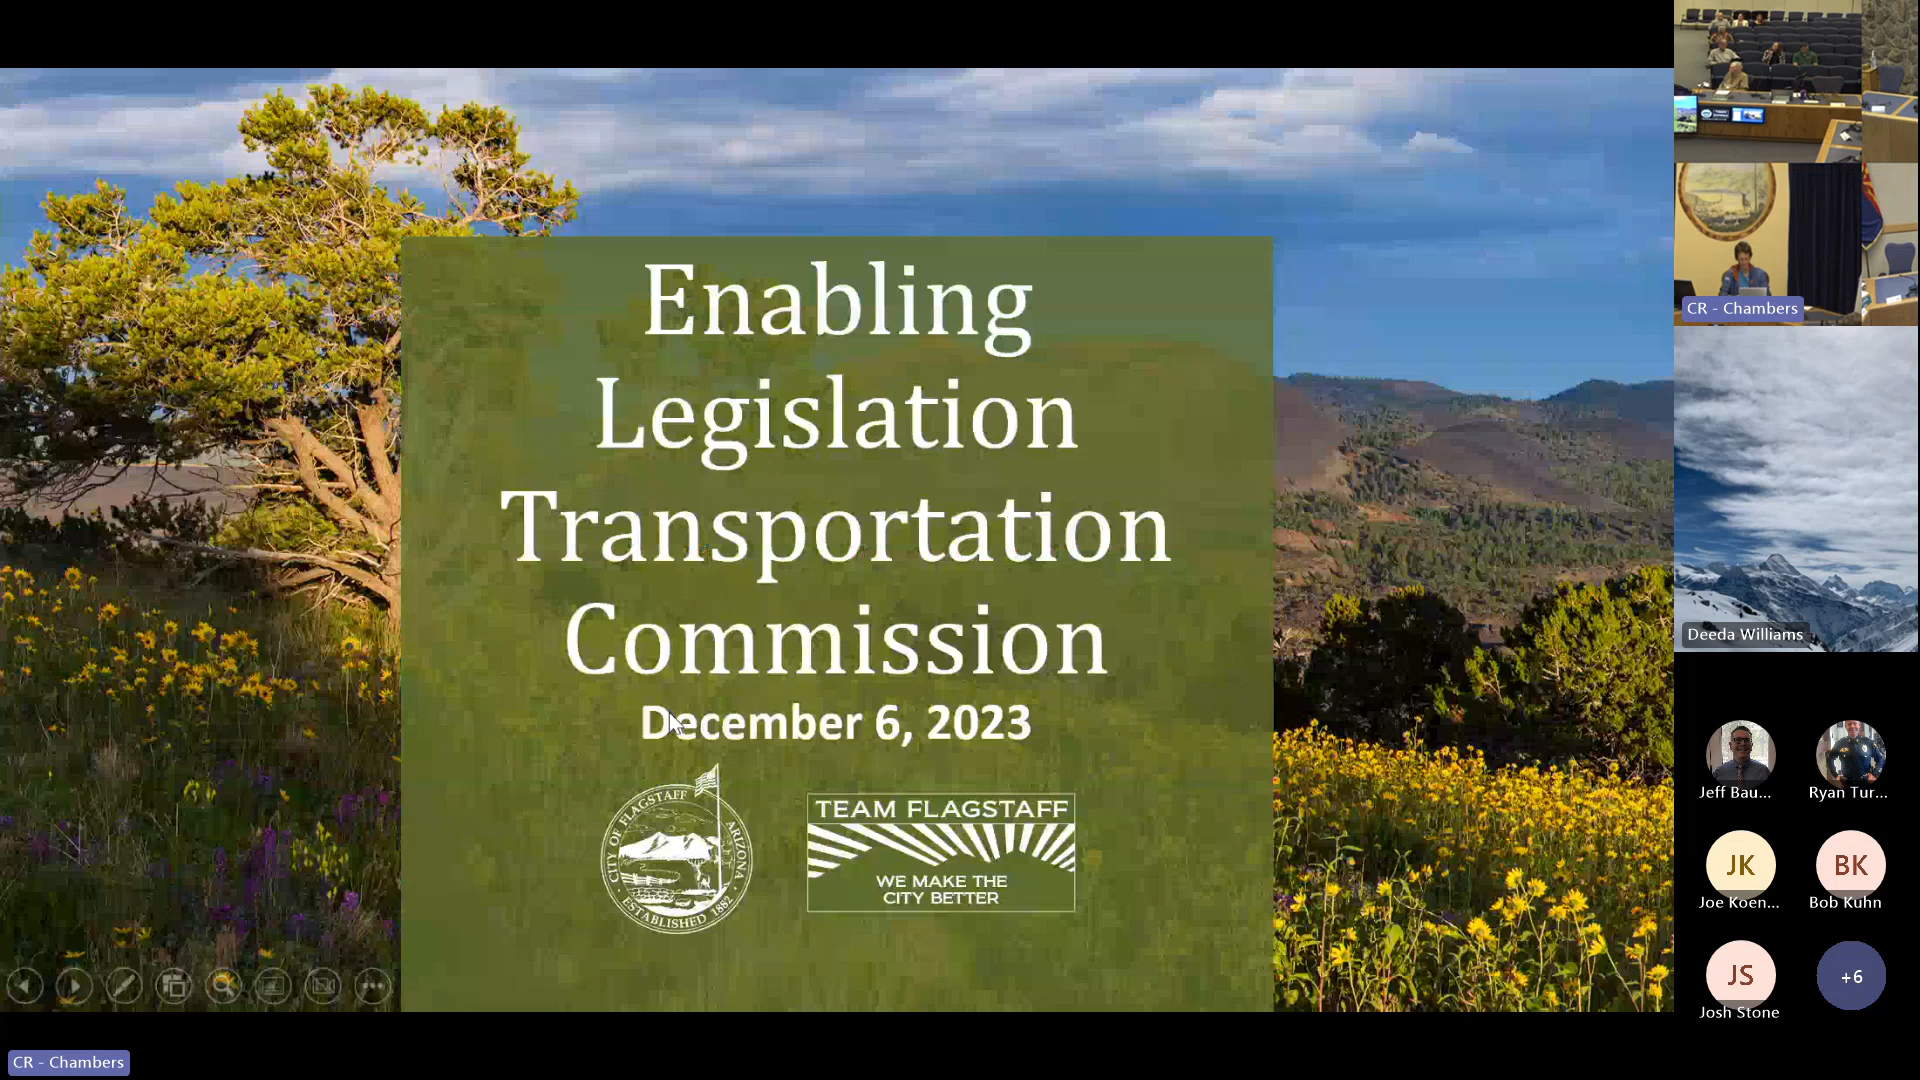 Enabling
Legislation
Transportation
Commission
December 6, 2023
CITY OF FLAGSTAFF ARIZONA
ESTABLISHED 1882
TEAM FLAGSTAFF
WE MAKE THE
CITY BETTER
CR - Chambers
CR - Chambers
Deeda Williams
Jeff Bau...
Ryan Tur...
JK
BK
Joe Koen...
Bob Kuhn
JS
+6
Josh Stone